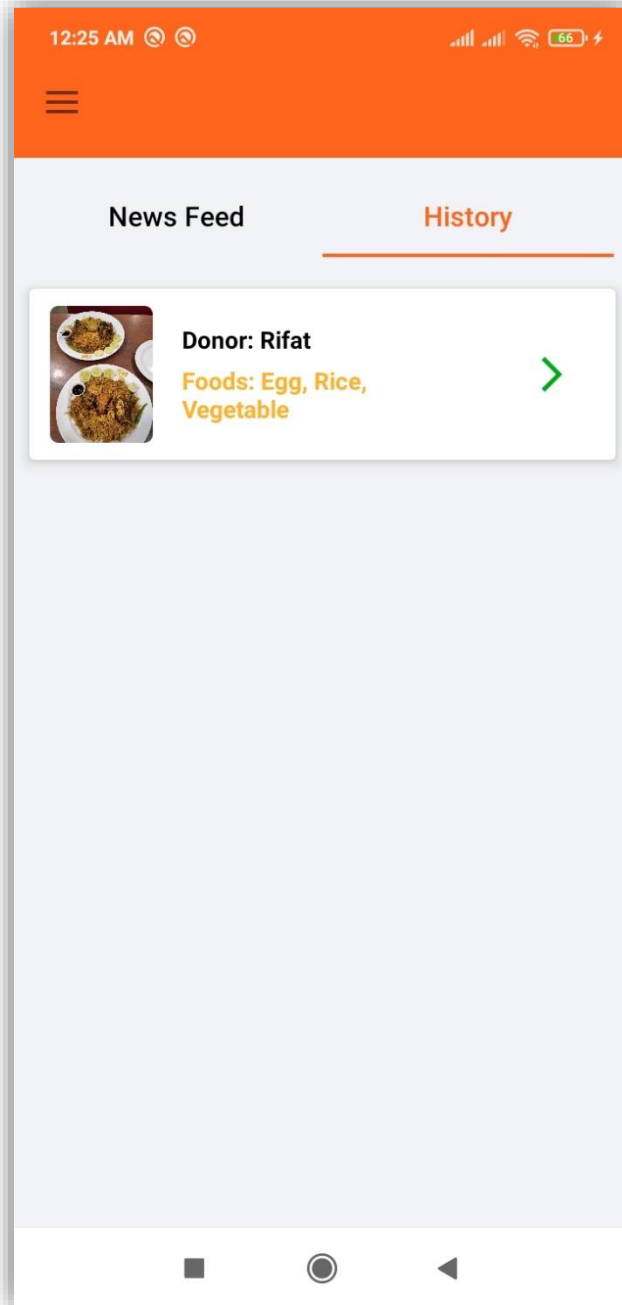 12:25 AM
66
News Feed
History
Donor: Rifat
Foods: Egg, Rice,
Vegetable